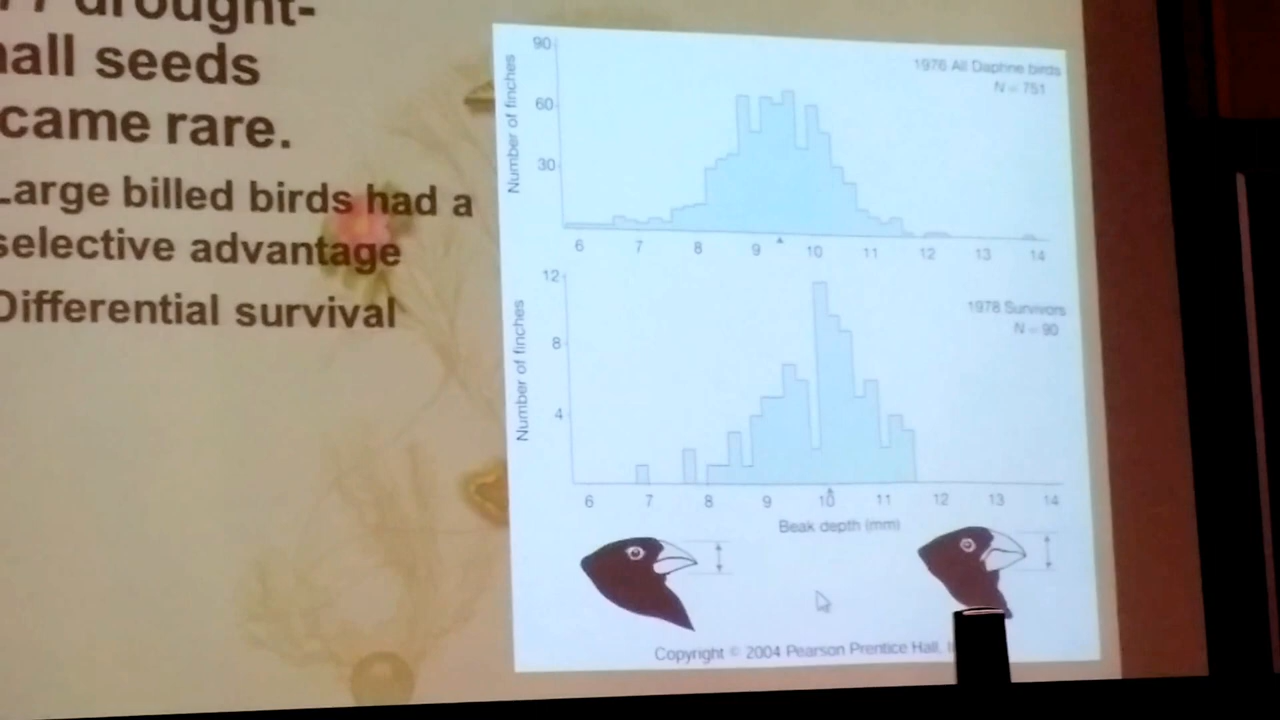 drought-
small seeds
came rare.
Large billed birds had a
selective advantage
Differential survival
90
60
30
Number of finches
1976 All Daphne birds
N = 751
6 7 8 9 10 11 12 13 14
12
8
4
Number of finches
1978 Survivors
N = 90
6 7 8 9 10 11 12 13 14
Beak depth (mm)
Copyright © 2004 Pearson Prentice Hall,